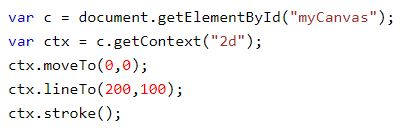 var c = document.getElementById("myCanvas");
var ctx = c.getContext("2d");
ctx.moveTo(0,0);
ctx.lineTo(200,100);
ctx.stroke();